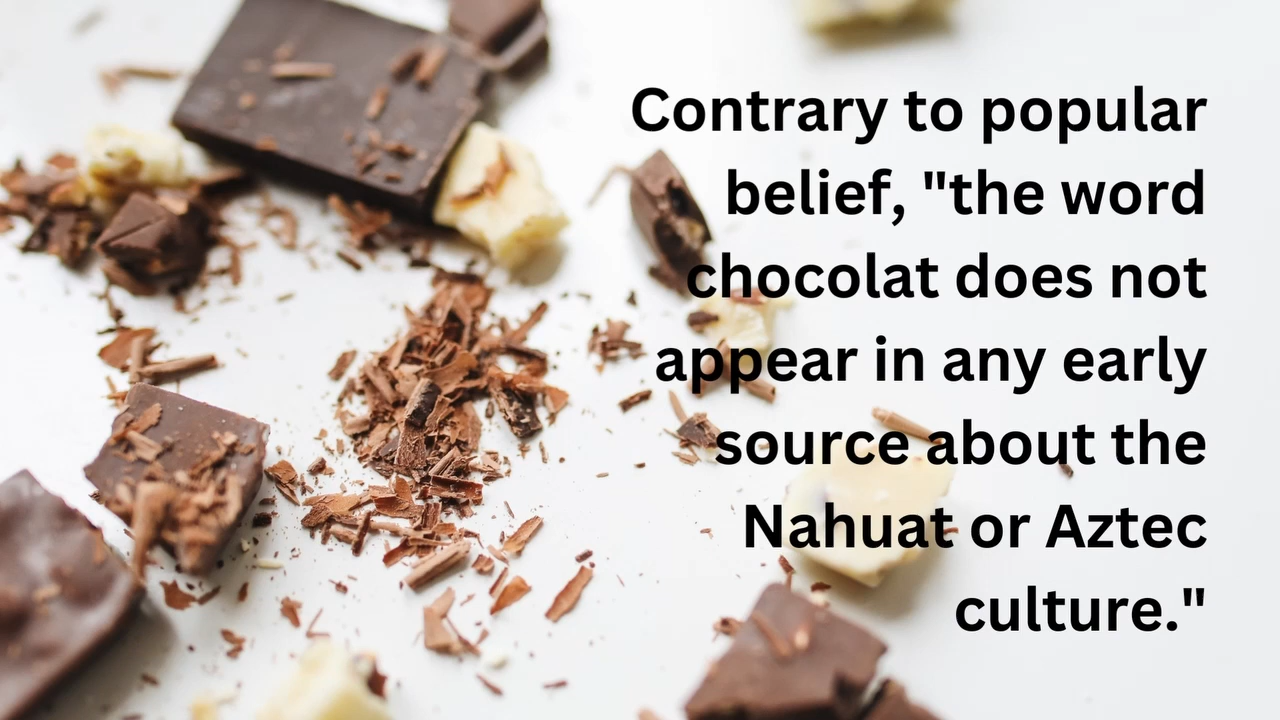 Contrary to popular
belief, "the word
chocolat does not
appear in any early
source about the
Nahuat or Aztec
culture."